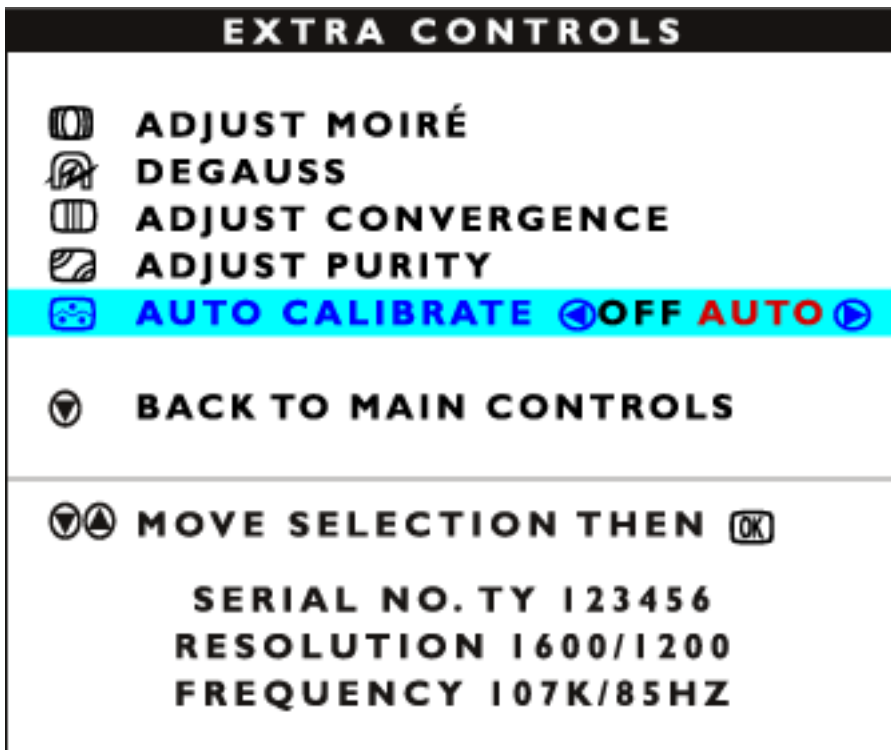 EXTRA CONTROLS
ADJUST MOIRÉ
DEGAUSS
ADJUST CONVERGENCE
ADJUST PURITY
AUTO CALIBRATE OFF AUTO
BACK TO MAIN CONTROLS
MOVE SELECTION THEN OK
SERIAL NO. TY 123456
RESOLUTION 1600/1200
FREQUENCY 107K/85HZ